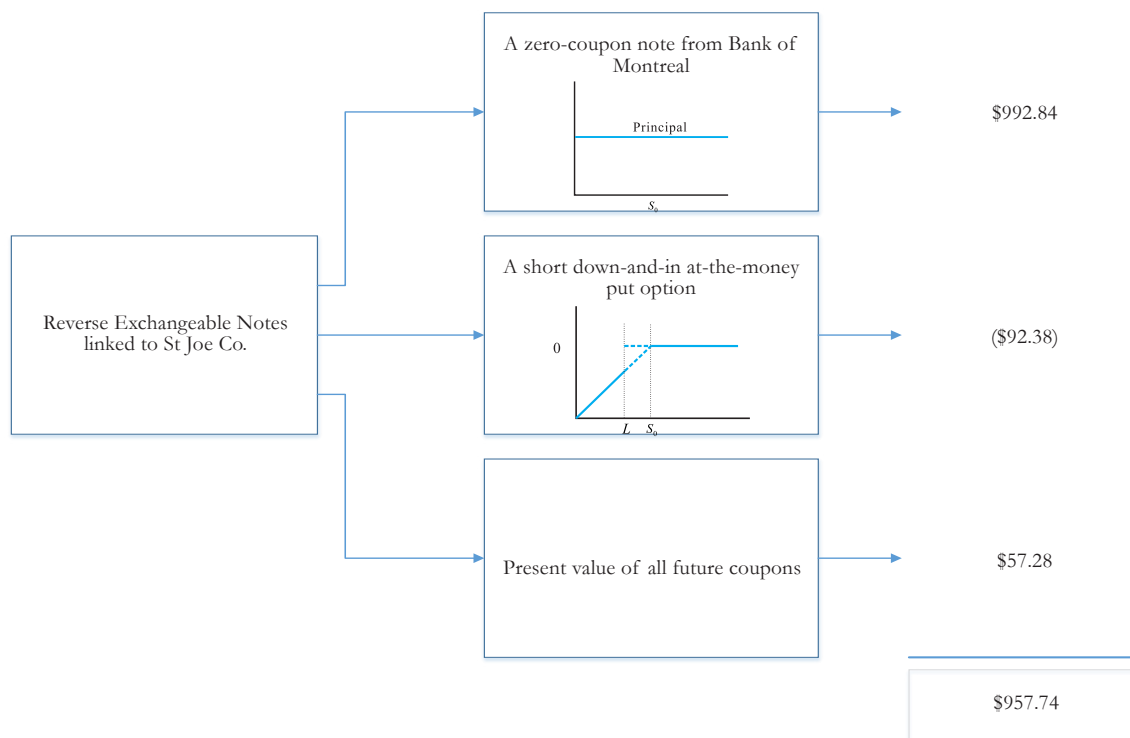 A zero-coupon note from Bank of
Montreal
Principal
S₀
$992.84
Reverse Exchangeable Notes
linked to St Joe Co.
A short down-and-in at-the-money
put option
0
L S₀
($92.38)
Present value of all future coupons
$57.28
$957.74